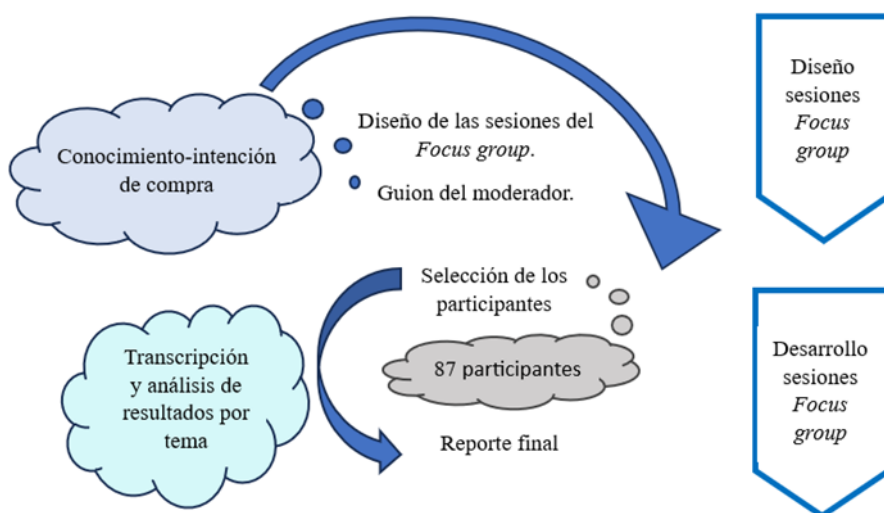 Conocimiento-intención
de compra
Diseño de las sesiones del
Focus group.
Guion del moderador.
Diseño
sesiones
Focus
group
Selección de los
participantes
87 participantes
Reporte final
Transcripción
y análisis de
resultados por
tema
Desarrollo
sesiones
Focus
group